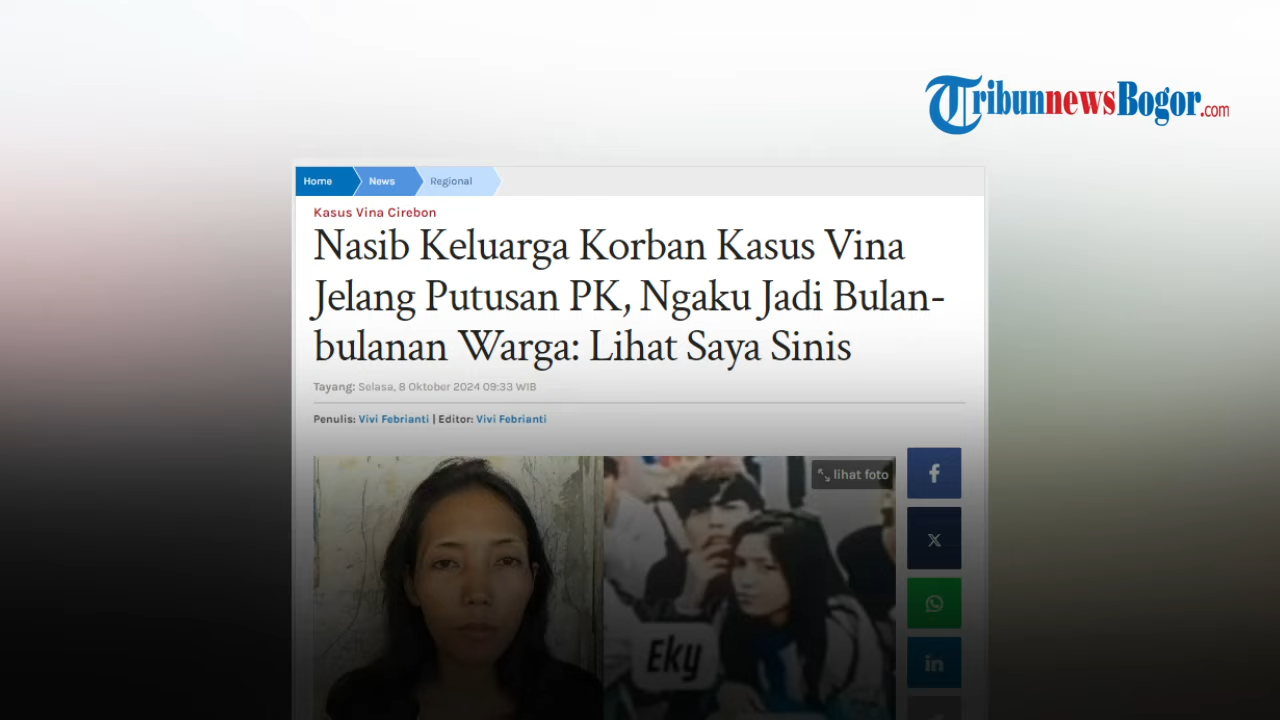 TribunnewsBogor.com
Home News Regional
Kasus Vina Cirebon
Nasib Keluarga Korban Kasus Vina
Jelang Putusan PK, Ngaku Jadi Bulan-
bulanan Warga: Lihat Saya Sinis
Tayang: Selasa, 8 Oktober 2024 09:33 WIB
Penulis: Vivi Febrianti | Editor: Vivi Febrianti
lihat foto
Eky